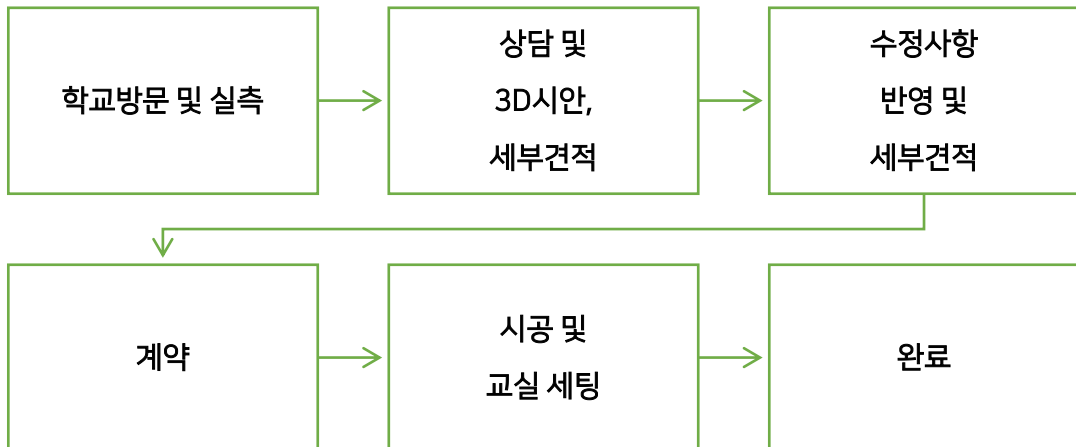 학교방문 및 실측
상담 및
3D시안,
세부견적
수정사항
반영 및
세부견적
계약
시공 및
교실 세팅
완료